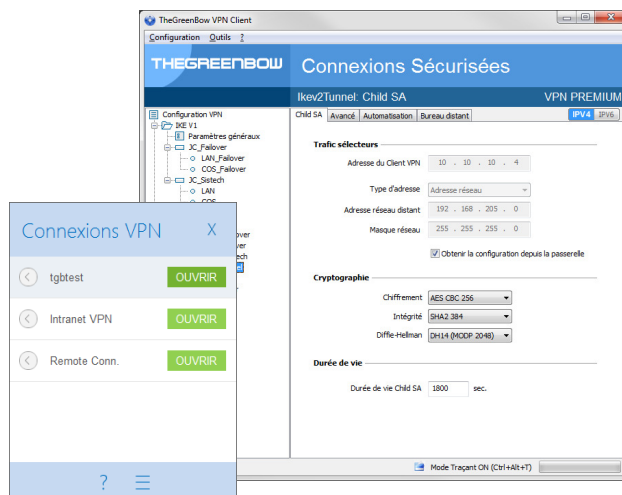 TheGreenBow VPN Client
Configuration Outils ?
THEGREENBOW
Connexions Sécurisées
Ikev2Tunnel: Child SA
VPN PREMIUM
Configuration VPN
IKE V1
Paramètres généraux
JC_Failover
LAN_Failover
COS_Failover
JC_Sistech
LAN
COS
over
ver
ech
Child SA Avancé Automatisation Bureau distant
IPV4 IPV6
Trafic sélecteurs
Adresse du Client VPN 10 . 10 . 10 . 4
Type d'adresse Adresse réseau
Adresse réseau distant 192 . 168 . 205 . 0
Masque réseau 255 . 255 . 255 . 0
Obtenir la configuration depuis la passerelle
Cryptographie
Chiffrement AES CBC 256
Intégrité SHA2 384
Diffie-Hellman DH14 (MODP 2048)
Durée de vie
Durée de vie Child SA 1800 sec.
Mode Traçant ON (Ctrl+Alt+T)
Connexions VPN X
tgbtest OUVRIR
Intranet VPN OUVRIR
Remote Conn. OUVRIR
?